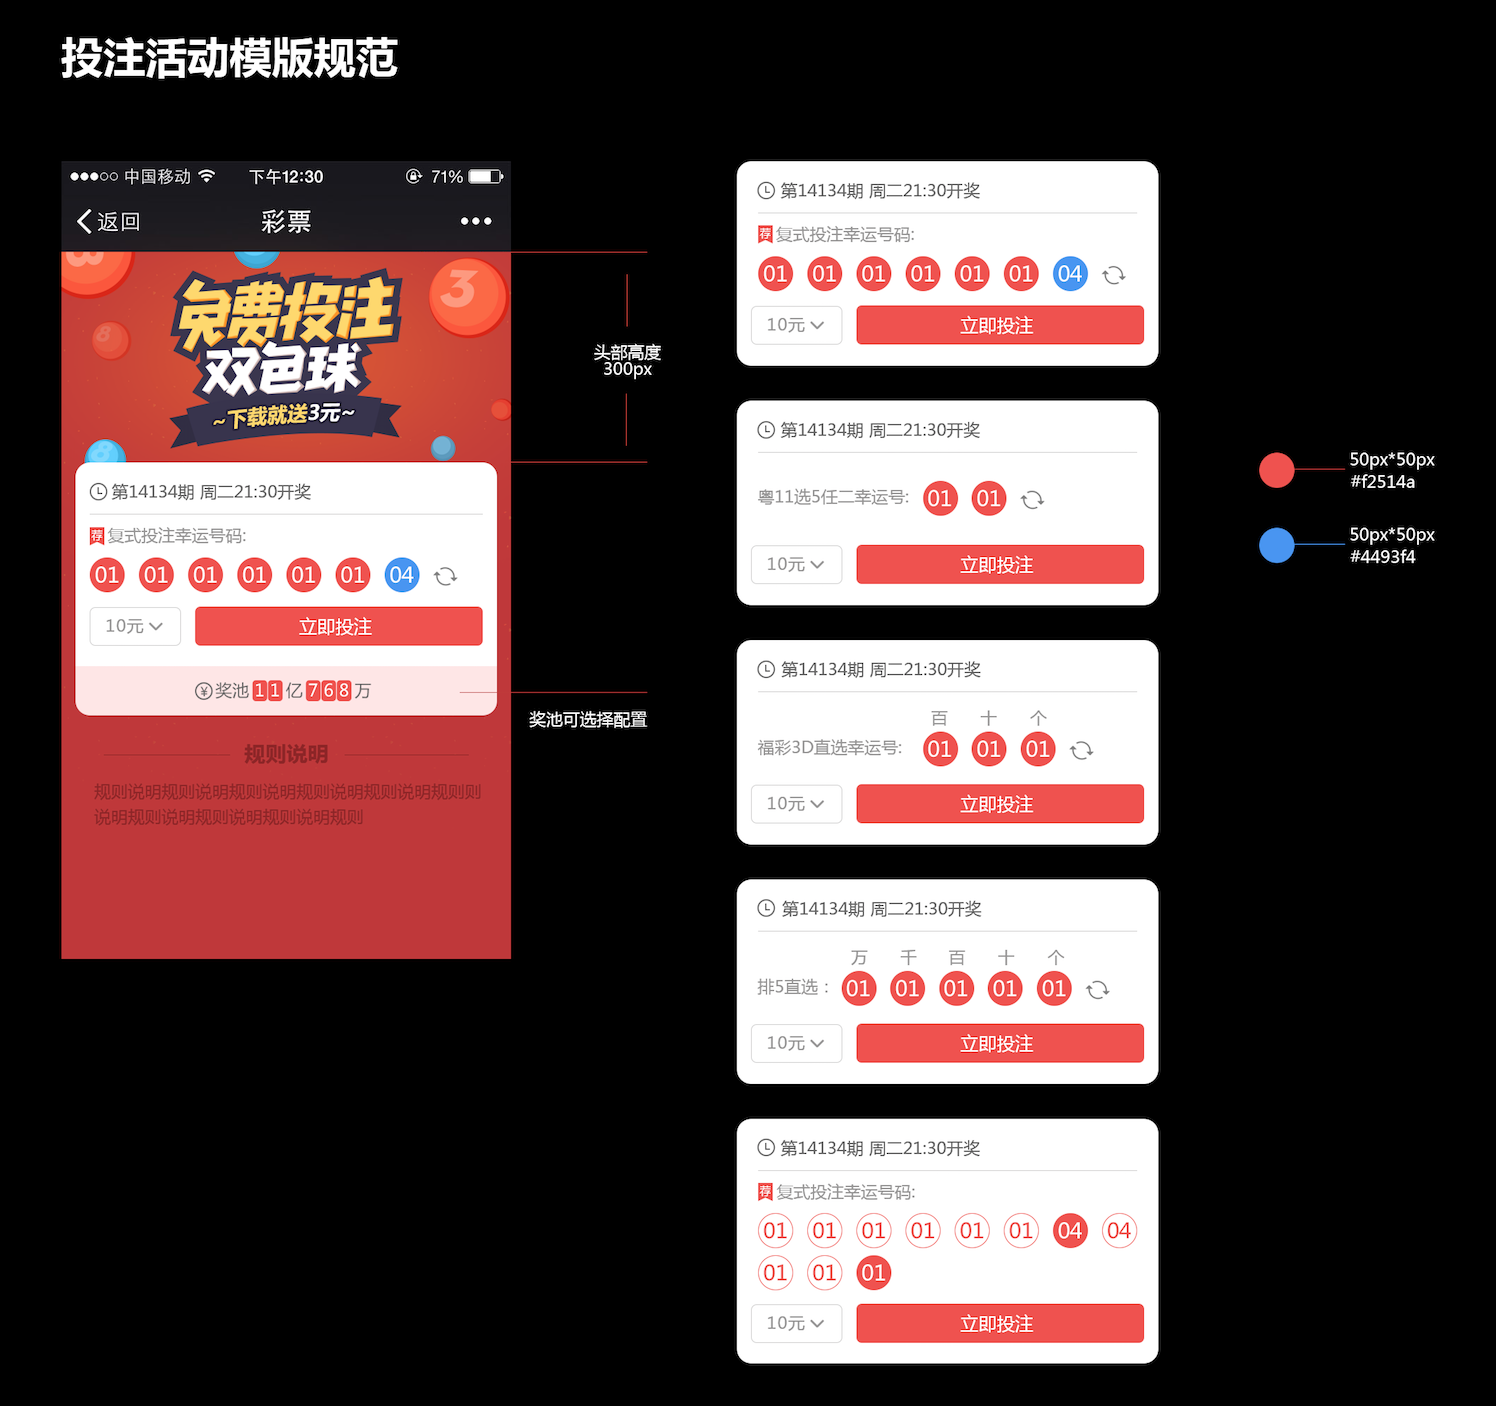 投注活动模版规范
中国移动 下午12:30 71%
返回 彩票
3
8
免费投注
双色球
~下载就送3元~
第14134期 周二21:30开奖
荐 复式投注幸运号码:
01 01 01 01 01 01 04
10元 立即投注
¥ 奖池 11 亿 768 万
规则说明
规则说明规则说明规则说明规则说明规则说明规则则
说明规则说明规则说明规则说明规则
头部高度
300px
奖池可选择配置
第14134期 周二21:30开奖
荐 复式投注幸运号码:
01 01 01 01 01 01 04
10元 立即投注
第14134期 周二21:30开奖
粤11选5任二幸运号: 01 01
10元 立即投注
第14134期 周二21:30开奖
百 十 个
福彩3D直选幸运号: 01 01 01
10元 立即投注
第14134期 周二21:30开奖
万 千 百 十 个
排5直选： 01 01 01 01 01
10元 立即投注
第14134期 周二21:30开奖
荐 复式投注幸运号码:
01 01 01 01 01 01 04 04
01 01 01
10元 立即投注
50px*50px
#f2514a
50px*50px
#4493f4